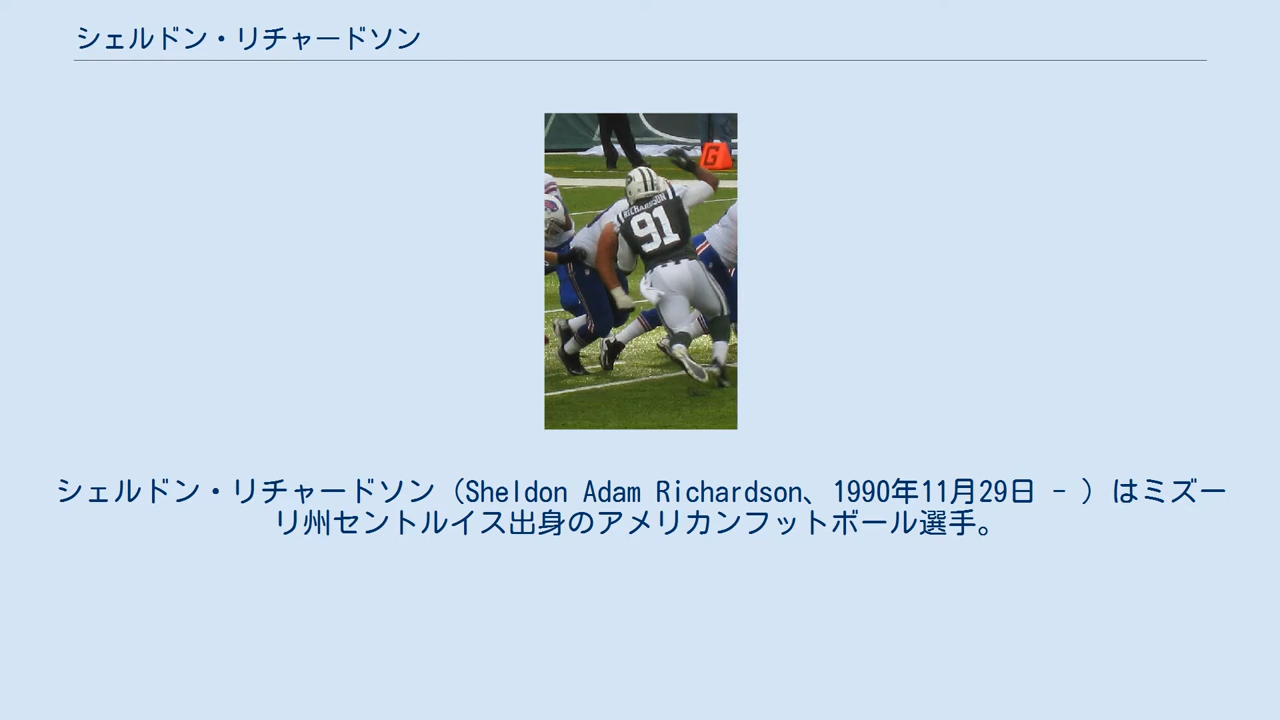 シェルドン・リチャードソン
G
RICHARDSON
91
シェルドン・リチャードソン（Sheldon Adam Richardson、1990年11月29日 - ）はミズー
リ州セントルイス出身のアメリカンフットボール選手。